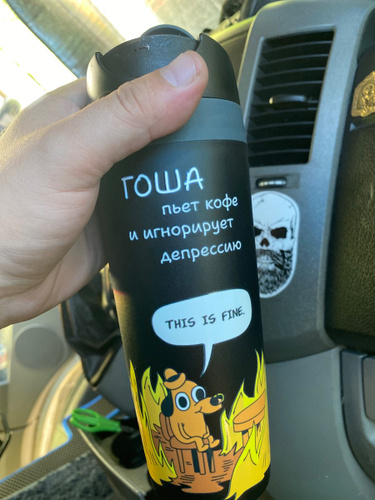 ГОША
пьет кофе
и игнорирует
депрессию
THIS IS FINE.